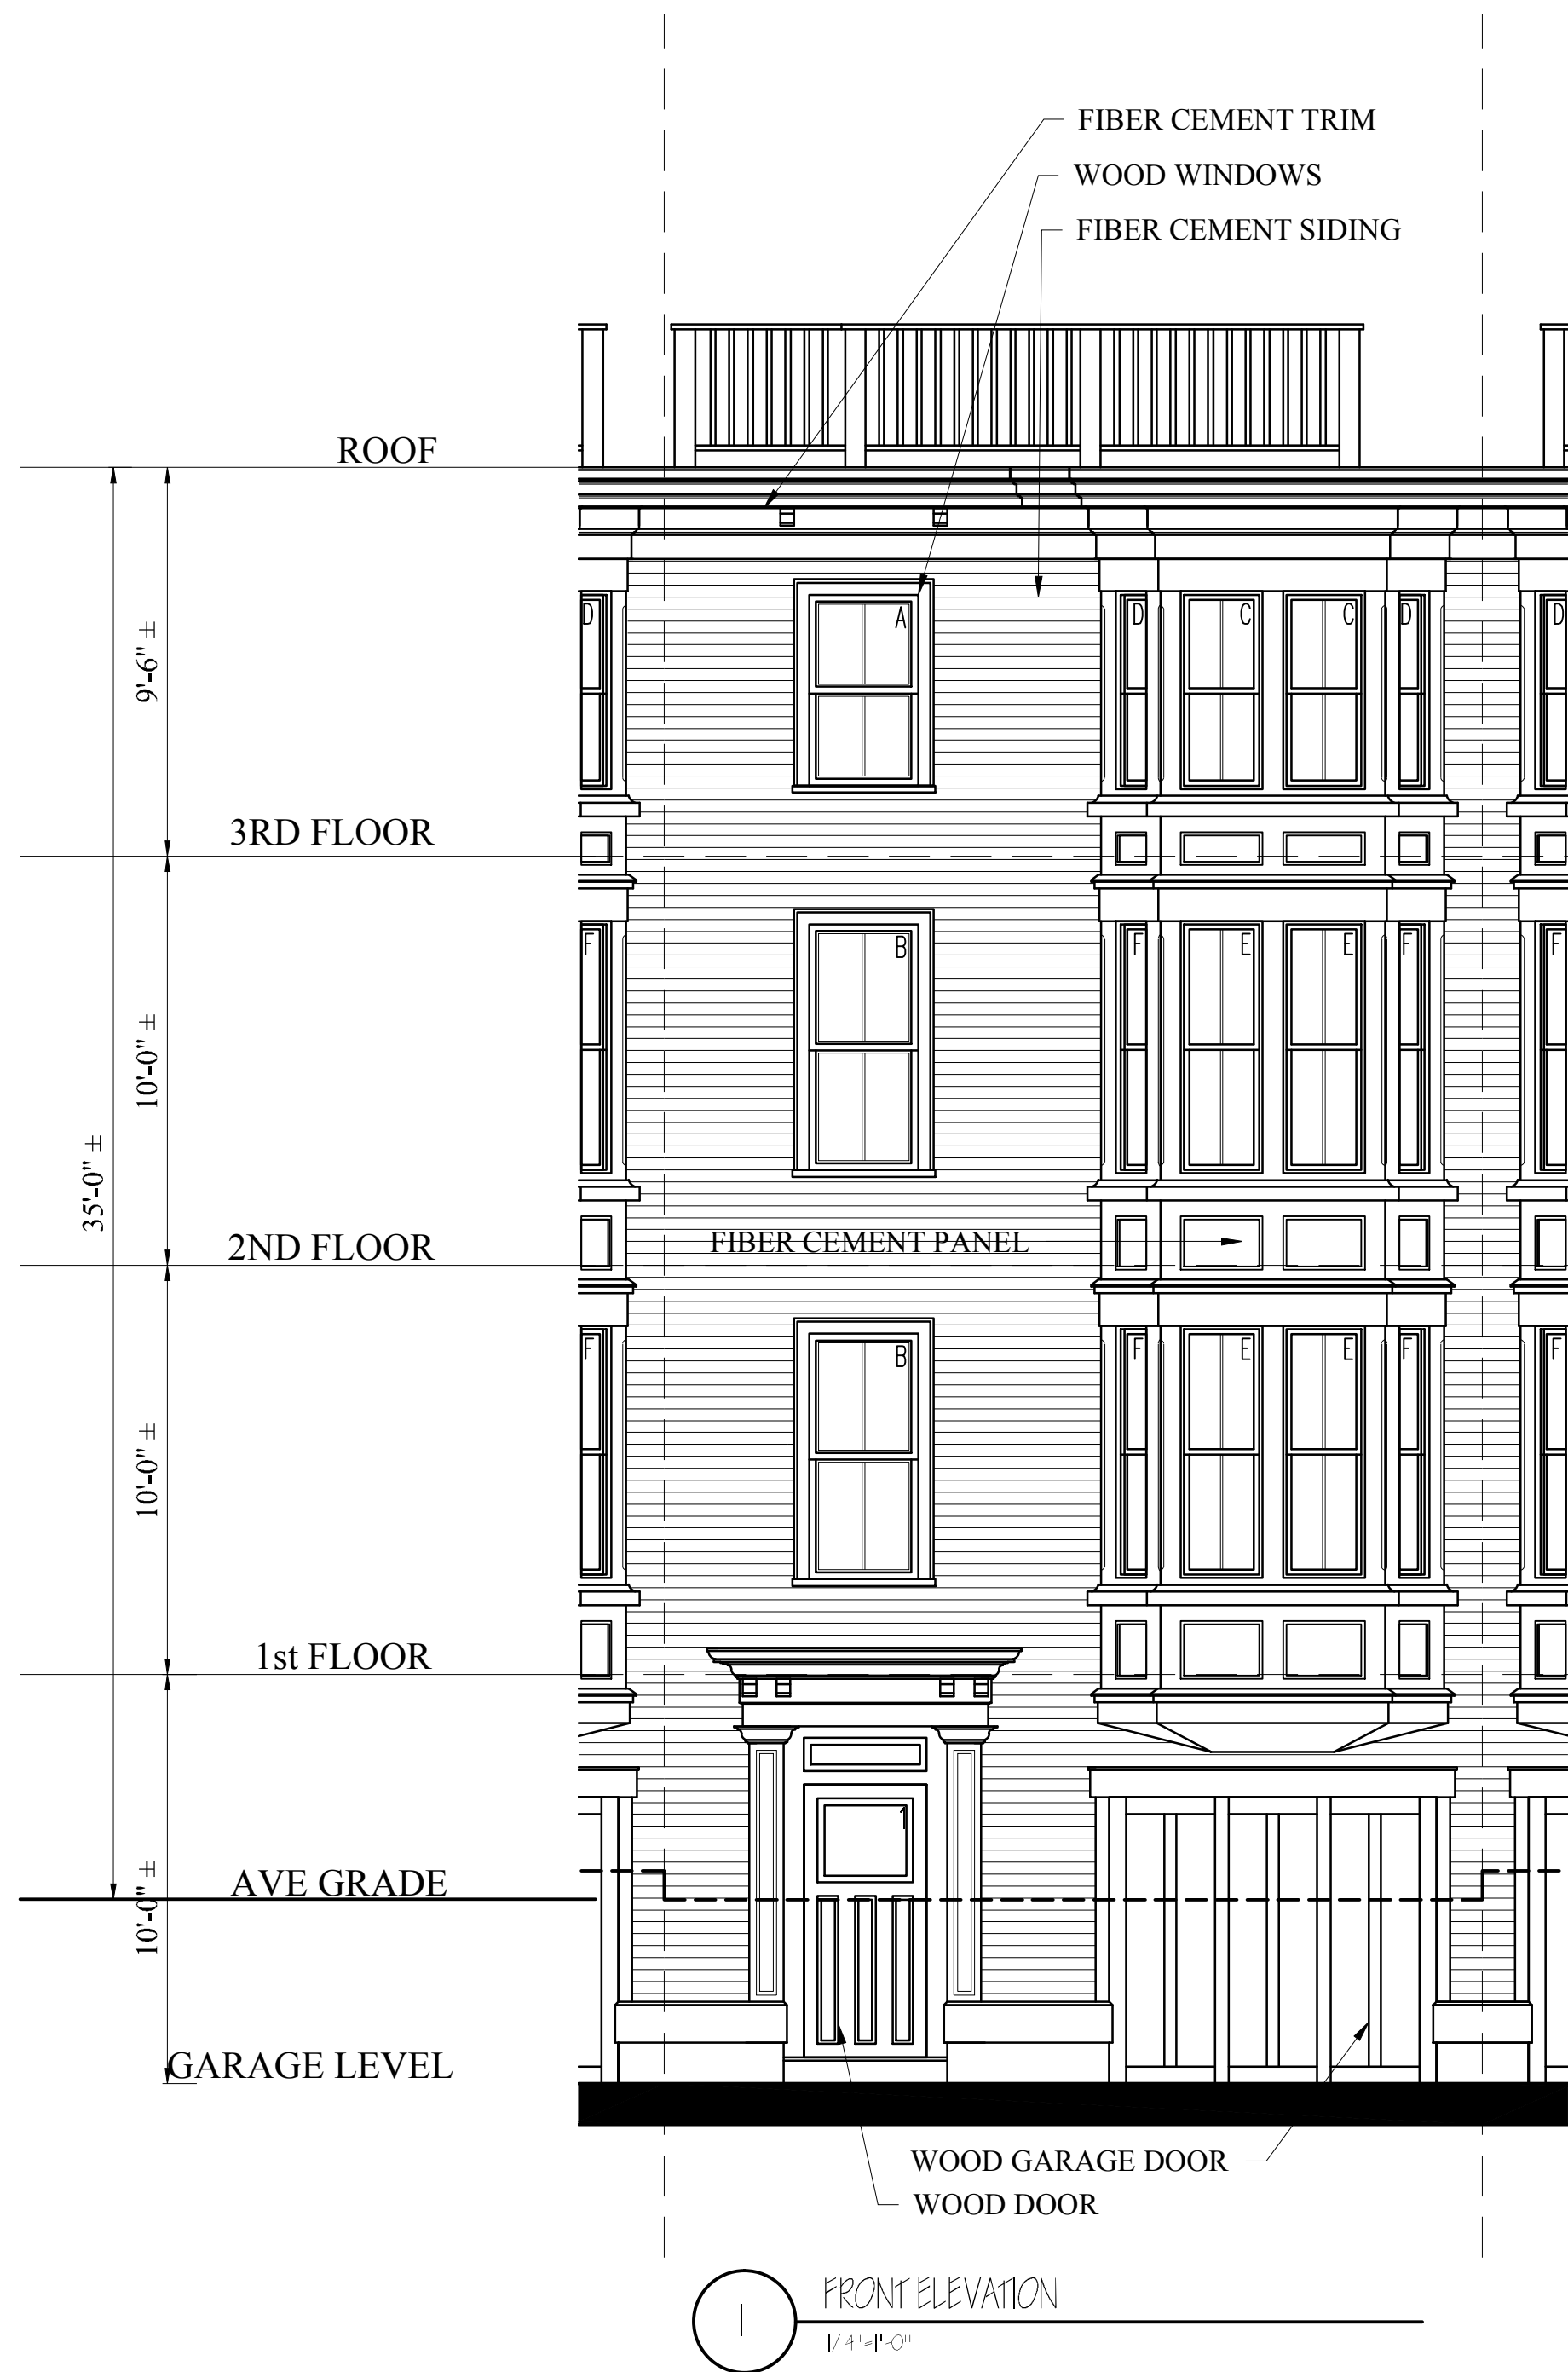 FIBER CEMENT TRIM
WOOD WINDOWS
FIBER CEMENT SIDING
ROOF
D
A
D
C
C
D
D
9'-6" ±
3RD FLOOR
F
B
F
E
E
F
F
10'-0" ±
35'-0" ±
2ND FLOOR
FIBER CEMENT PANEL
F
B
F
E
E
F
F
10'-0" ±
1st FLOOR
1
AVE GRADE
10'-0" ±
GARAGE LEVEL
WOOD GARAGE DOOR
WOOD DOOR
1
FRONT ELEVATION
1/4"=1'-0"